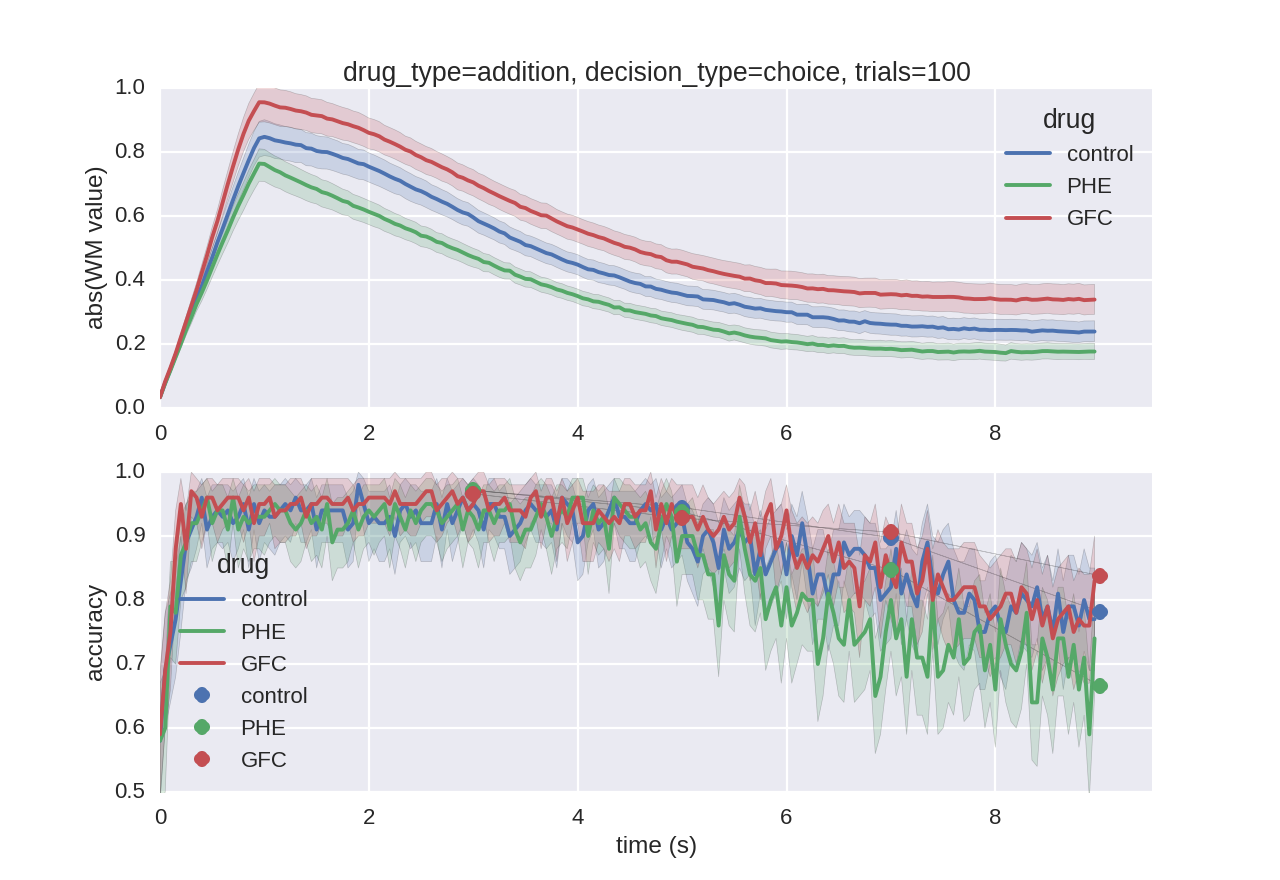 drug_type=addition, decision_type=choice, trials=100
abs(WM value)
1.0
0.8
0.6
0.4
0.2
0.0
0 2 4 6 8
drug
control
PHE
GFC
accuracy
1.0
0.9
0.8
0.7
0.6
0.5
drug
control
PHE
GFC
control
PHE
GFC
0 2 4 6 8
time (s)